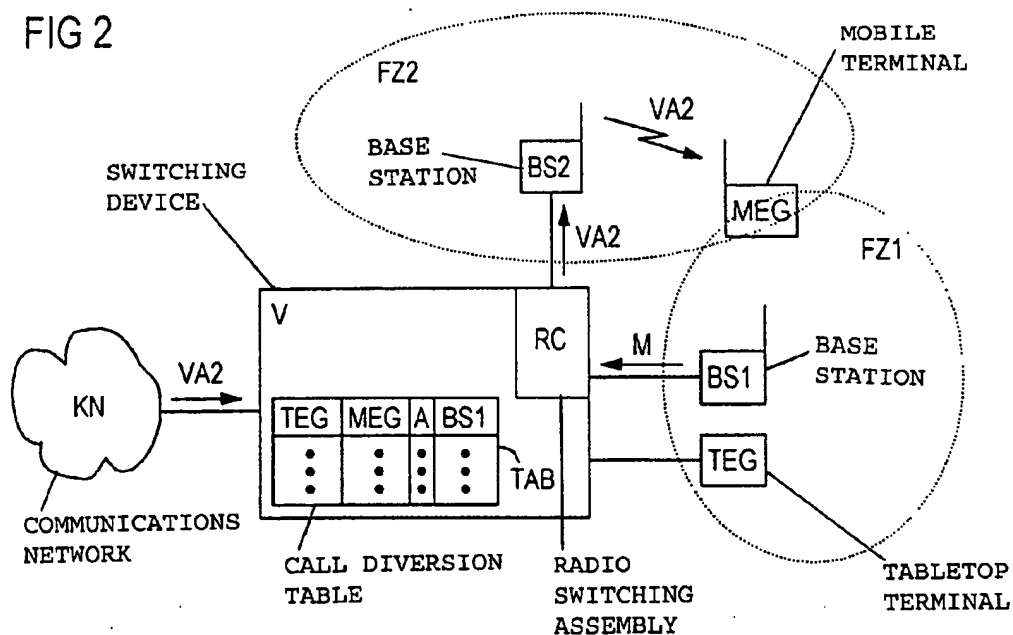 FIG 2
MOBILE
TERMINAL
FZ2
VA2
BASE
STATION
BS2
SWITCHING
DEVICE
MEG
VA2
FZ1
V
RC
M
BASE
STATION
BS1
VA2
KN
TEG MEG A BS1
TEG
TAB
COMMUNICATIONS
NETWORK
CALL DIVERSION
TABLE
RADIO
SWITCHING
ASSEMBLY
TABLETOP
TERMINAL